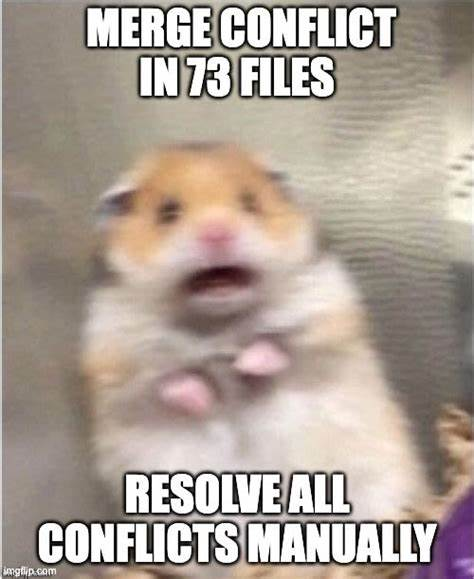 MERGE CONFLICT
IN 73 FILES
RESOLVE ALL
CONFLICTS MANUALLY
imgflip.com